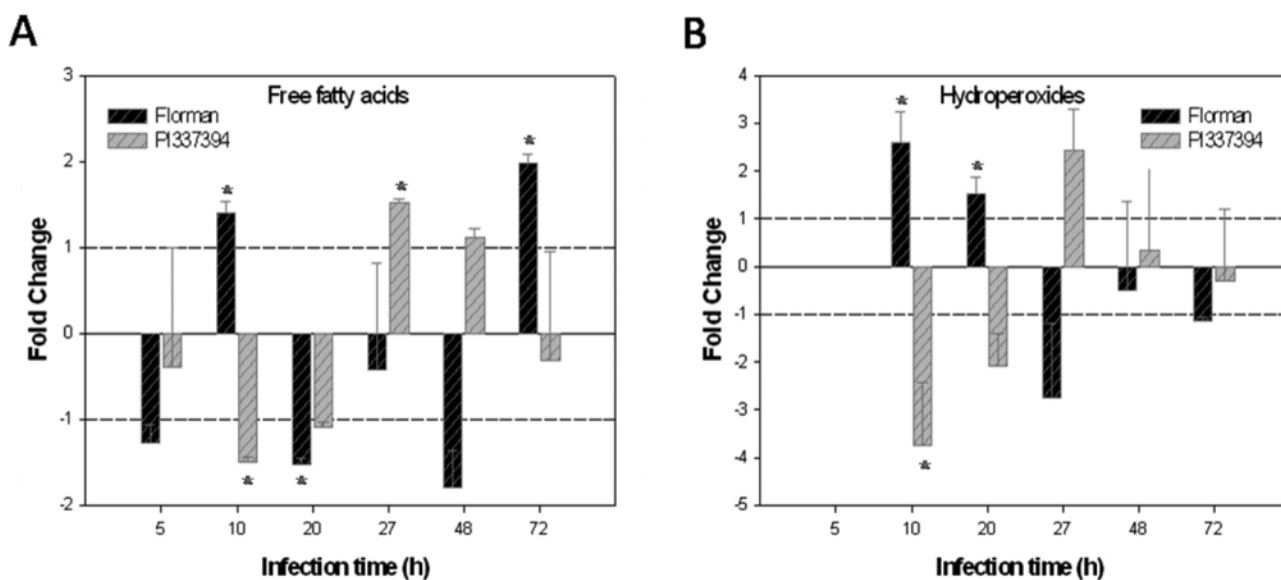 A
Free fatty acids
Florman
PI337394
3
2
1
0
-1
-2
Fold Change
*
*
*
*
*
5 10 20 27 48 72
Infection time (h)
B
Hydroperoxides
Florman
PI337394
4
3
2
1
0
-1
-2
-3
-4
-5
Fold Change
*
*
*
5 10 20 27 48 72
Infection time (h)